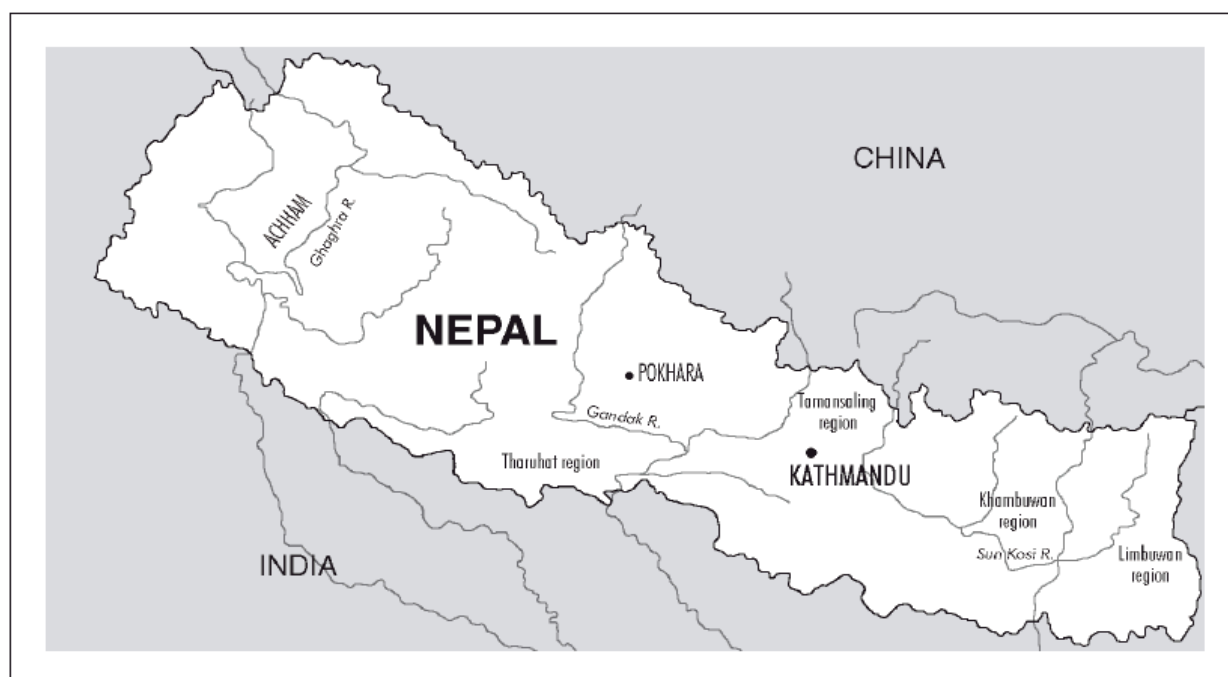 CHINA
ACHHAM
Ghaghra R.
NEPAL
POKHARA
Tamansaling
region
Gandak R.
Tharuhat region
KATHMANDU
Khambuwan
region
Sun Kosi R.
Limbuwan
region
INDIA